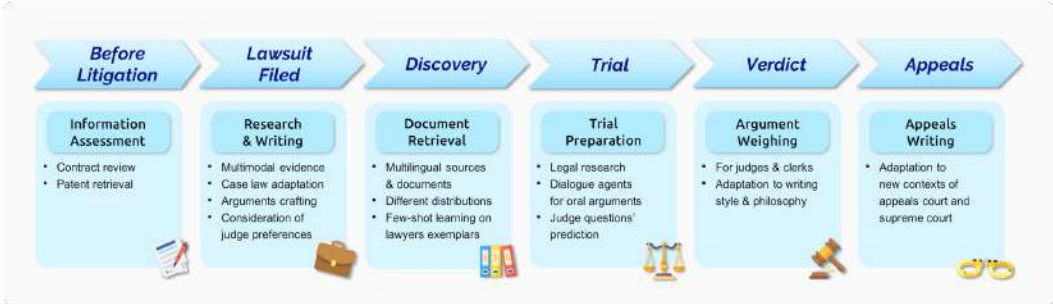 Before
Litigation
Lawsuit
Filed
Discovery
Trial
Verdict
Appeals
Information
Assessment
• Contract review
• Patent retrieval
Research
& Writing
• Multimodal evidence
• Case law adaptation
• Arguments crafting
• Consideration of
judge preferences
Document
Retrieval
• Multilingual sources
& documents
• Different distributions
• Few-shot learning on
lawyers exemplars
Trial
Preparation
• Legal research
• Dialogue agents
for oral arguments
• Judge questions'
prediction
Argument
Weighing
• For judges & clerks
• Adaptation to writing
style & philosophy
Appeals
Writing
• Adaptation to
new contexts of
appeals court and
supreme court